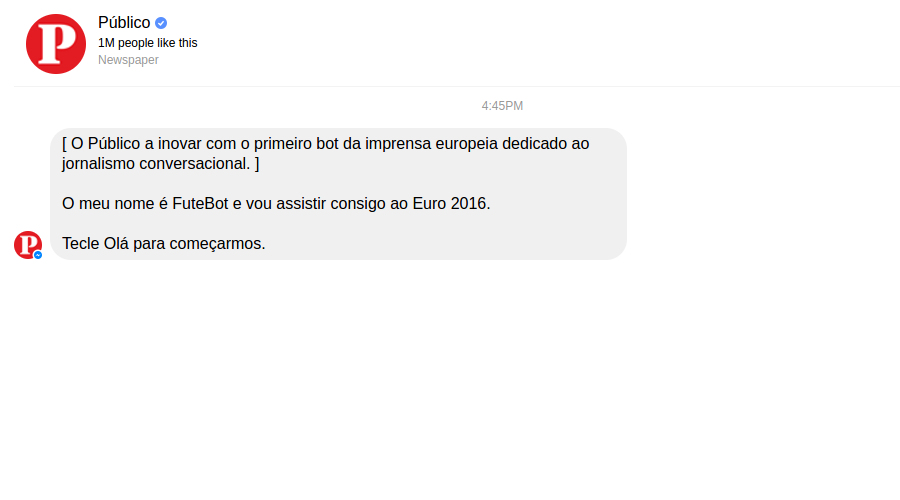 P
Público
1M people like this
Newspaper
4:45PM
[ O Público a inovar com o primeiro bot da imprensa europeia dedicado ao
jornalismo conversacional. ]
O meu nome é FuteBot e vou assistir consigo ao Euro 2016.
Tecle Olá para começarmos.
P